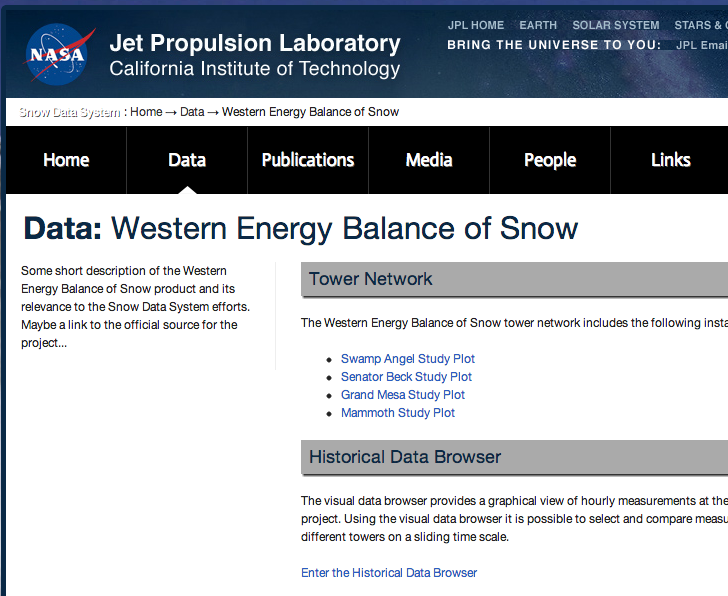 JPL HOME EARTH SOLAR SYSTEM STARS &
BRING THE UNIVERSE TO YOU: JPL Emai
NASA
Jet Propulsion Laboratory
California Institute of Technology
Snow Data System : Home → Data → Western Energy Balance of Snow
Home Data Publications Media People Links
Data: Western Energy Balance of Snow
Some short description of the Western
Energy Balance of Snow product and its
relevance to the Snow Data System efforts.
Maybe a link to the official source for the
project...
Tower Network
The Western Energy Balance of Snow tower network includes the following insta
• Swamp Angel Study Plot
• Senator Beck Study Plot
• Grand Mesa Study Plot
• Mammoth Study Plot
Historical Data Browser
The visual data browser provides a graphical view of hourly measurements at the
project. Using the visual data browser it is possible to select and compare measu
different towers on a sliding time scale.
Enter the Historical Data Browser